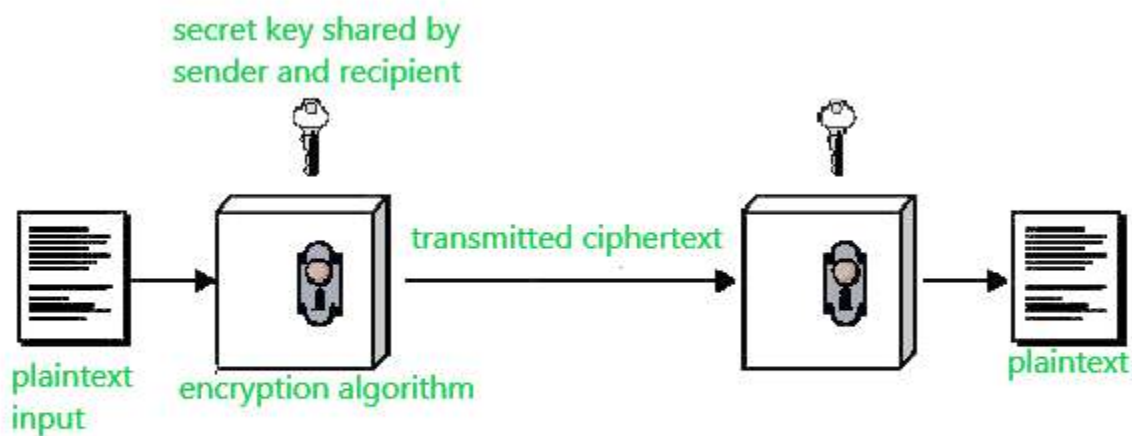 secret key shared by
sender and recipient
transmitted ciphertext
plaintext
input
encryption algorithm
plaintext